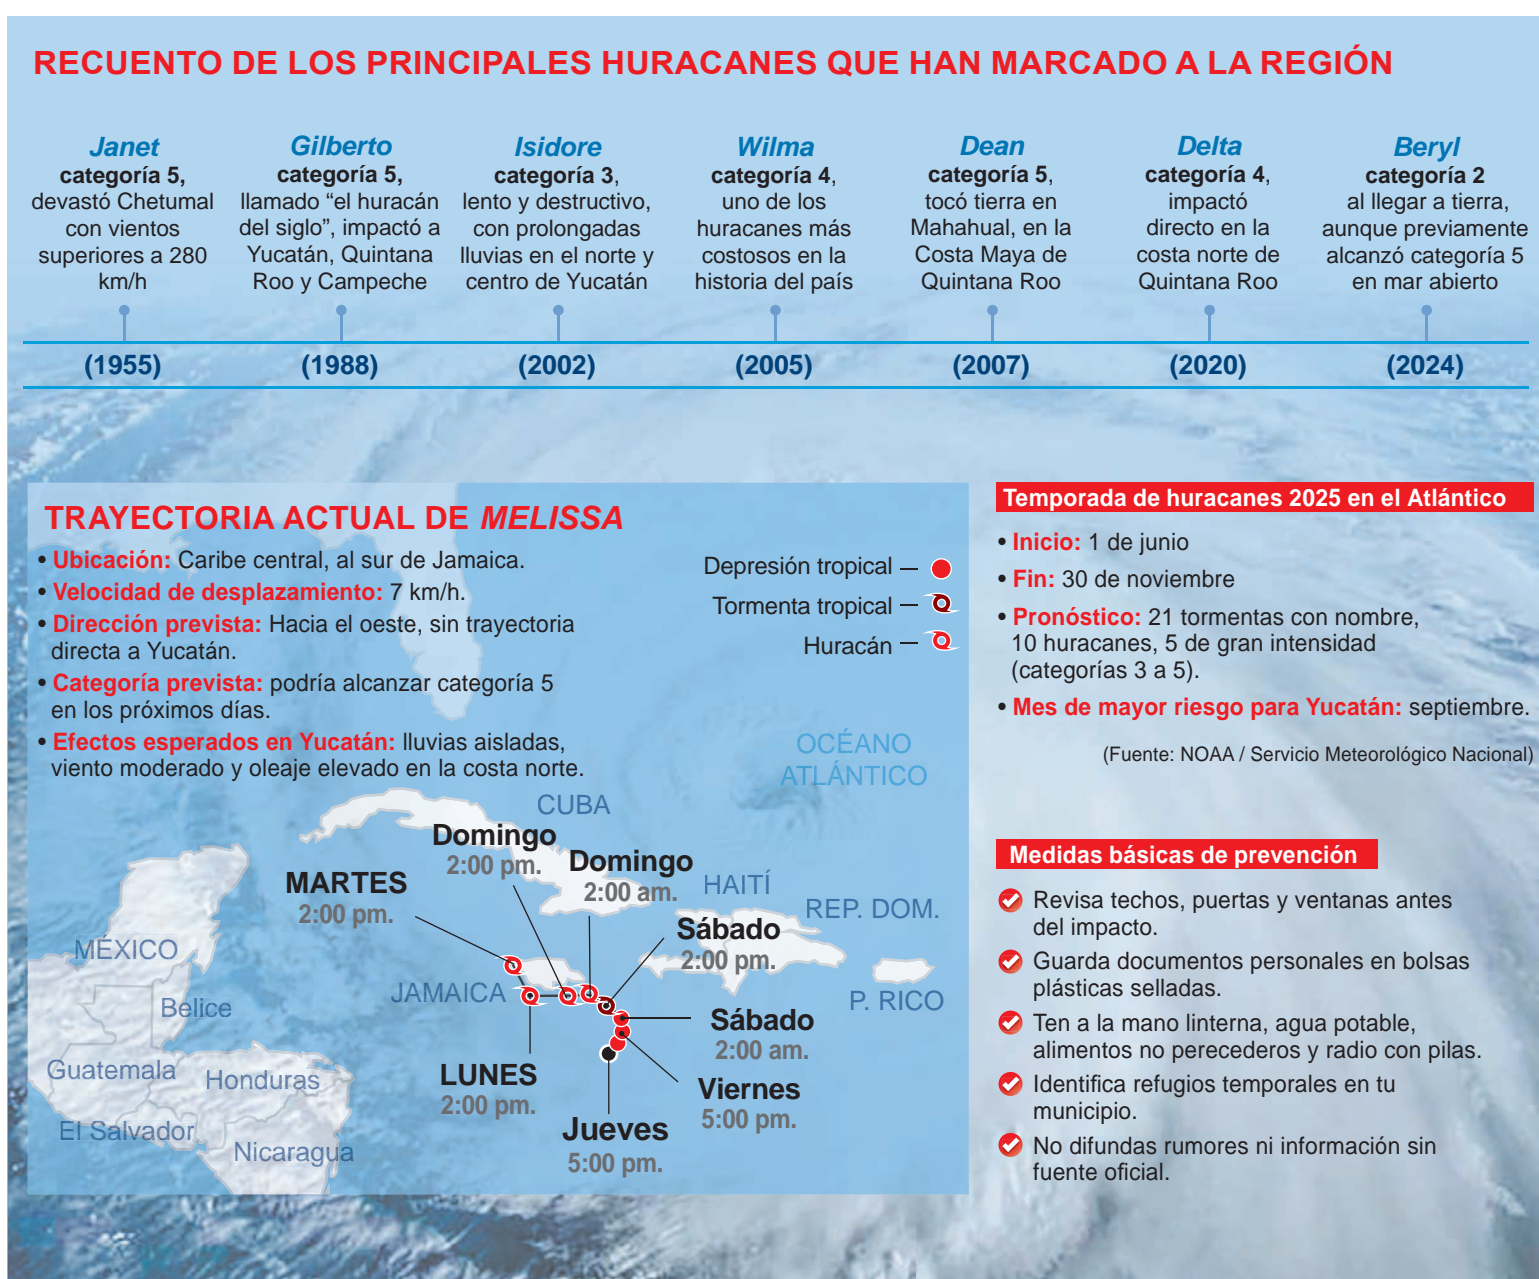 RECUENTO DE LOS PRINCIPALES HURACANES QUE HAN MARCADO A LA REGIÓN
Janet
categoría 5,
devastó Chetumal
con vientos
superiores a 280
km/h
(1955)
Gilberto
categoría 5,
llamado “el huracán
del siglo”, impactó a
Yucatán, Quintana
Roo y Campeche
(1988)
Isidore
categoría 3,
lento y destructivo,
con prolongadas
lluvias en el norte y
centro de Yucatán
(2002)
Wilma
categoría 4,
uno de los
huracanes más
costosos en la
historia del país
(2005)
Dean
categoría 5,
tocó tierra en
Mahahual, en la
Costa Maya de
Quintana Roo
(2007)
Delta
categoría 4,
impactó
directo en la
costa norte de
Quintana Roo
(2020)
Beryl
categoría 2
al llegar a tierra,
aunque previamente
alcanzó categoría 5
en mar abierto
(2024)
TRAYECTORIA ACTUAL DE MELISSA
• Ubicación: Caribe central, al sur de Jamaica.
• Velocidad de desplazamiento: 7 km/h.
• Dirección prevista: Hacia el oeste, sin trayectoria
directa a Yucatán.
• Categoría prevista: podría alcanzar categoría 5
en los próximos días.
• Efectos esperados en Yucatán: lluvias aisladas,
viento moderado y oleaje elevado en la costa norte.
Depresión tropical
Tormenta tropical
Huracán
OCÉANO
ATLÁNTICO
CUBA
Domingo
2:00 pm.
Domingo
2:00 am.
MARTES
2:00 pm.
HAITÍ
REP. DOM.
Sábado
2:00 pm.
MÉXICO
JAMAICA
P. RICO
Belice
Sábado
2:00 am.
Guatemala
Honduras
LUNES
2:00 pm.
Viernes
5:00 pm.
El Salvador
Jueves
5:00 pm.
Nicaragua
Temporada de huracanes 2025 en el Atlántico
• Inicio: 1 de junio
• Fin: 30 de noviembre
• Pronóstico: 21 tormentas con nombre,
10 huracanes, 5 de gran intensidad
(categorías 3 a 5).
• Mes de mayor riesgo para Yucatán: septiembre.
(Fuente: NOAA / Servicio Meteorológico Nacional)
Medidas básicas de prevención
Revisa techos, puertas y ventanas antes
del impacto.
Guarda documentos personales en bolsas
plásticas selladas.
Ten a la mano linterna, agua potable,
alimentos no perecederos y radio con pilas.
Identifica refugios temporales en tu
municipio.
No difundas rumores ni información sin
fuente oficial.